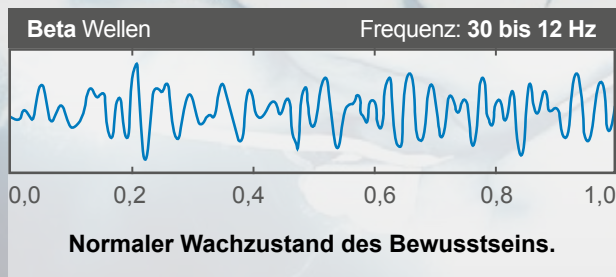 Beta Wellen Frequenz: 30 bis 12 Hz
0,0 0,2 0,4 0,6 0,8 1,0
Normaler Wachzustand des Bewusstseins.